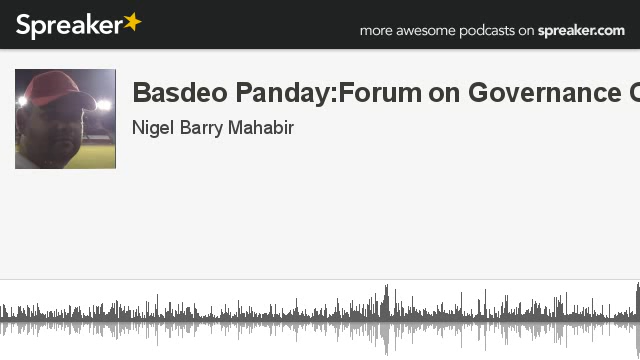 Spreaker
more awesome podcasts on spreaker.com
Basdeo Panday:Forum on Governance
Nigel Barry Mahabir